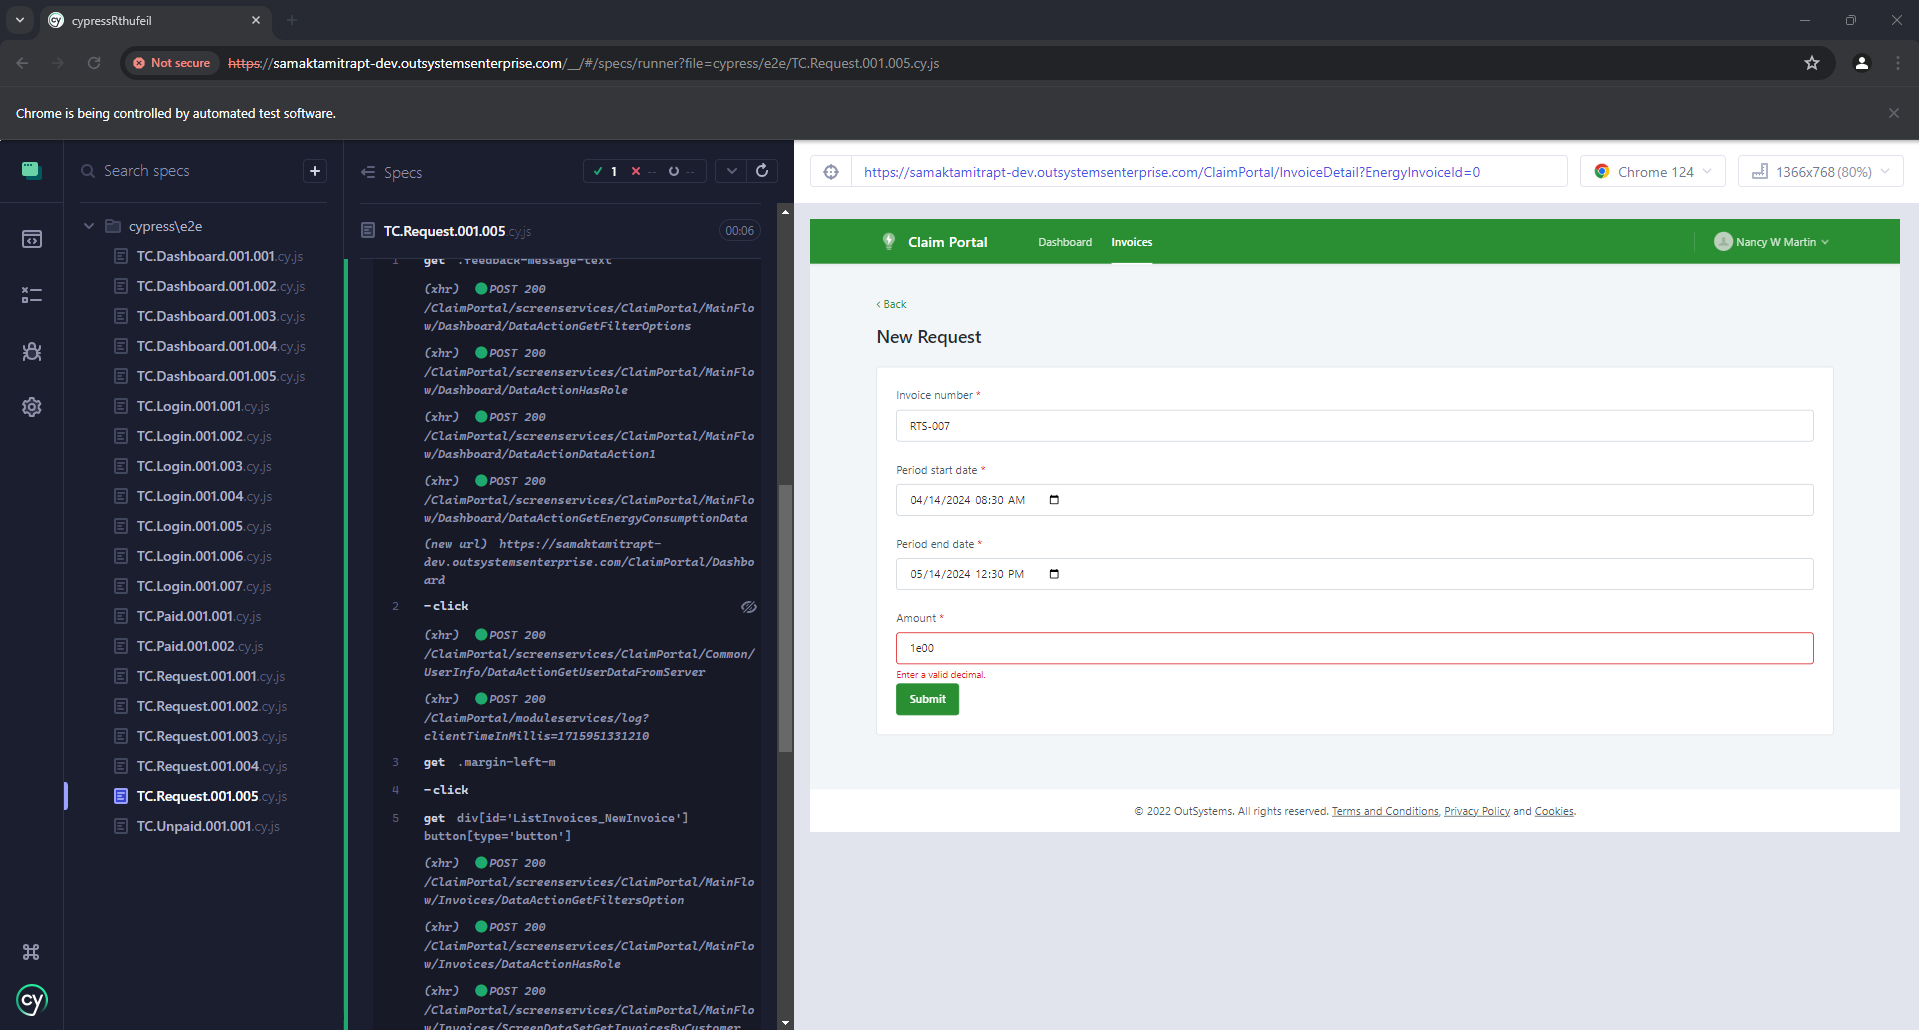 cypressRthufeil
Not secure https://samaktamitrapt-dev.outsystemsenterprise.com/__/#/specs/runner?file=cypress/e2e/TC.Request.001.005.cy.js
Chrome is being controlled by automated test software.
Search specs
cypress\e2e
TC.Dashboard.001.001.cy.js
TC.Dashboard.001.002.cy.js
TC.Dashboard.001.003.cy.js
TC.Dashboard.001.004.cy.js
TC.Dashboard.001.005.cy.js
TC.Login.001.001.cy.js
TC.Login.001.002.cy.js
TC.Login.001.003.cy.js
TC.Login.001.004.cy.js
TC.Login.001.005.cy.js
TC.Login.001.006.cy.js
TC.Login.001.007.cy.js
TC.Paid.001.001.cy.js
TC.Paid.001.002.cy.js
TC.Request.001.001.cy.js
TC.Request.001.002.cy.js
TC.Request.001.003.cy.js
TC.Request.001.004.cy.js
TC.Request.001.005.cy.js
TC.Unpaid.001.001.cy.js
cy
Specs
1 -- --
TC.Request.001.005.cy.js 00:06
1 get .feedback-message-text
(xhr) POST 200
/ClaimPortal/screenservices/ClaimPortal/MainFlo
w/Dashboard/DataActionGetFilterOptions
(xhr) POST 200
/ClaimPortal/screenservices/ClaimPortal/MainFlo
w/Dashboard/DataActionHasRole
(xhr) POST 200
/ClaimPortal/screenservices/ClaimPortal/MainFlo
w/Dashboard/DataActionDataAction1
(xhr) POST 200
/ClaimPortal/screenservices/ClaimPortal/MainFlo
w/Dashboard/DataActionGetEnergyConsumptionData
(new url) https://samaktamitrapt-
dev.outsystemsenterprise.com/ClaimPortal/Dashbo
ard
2 -click
(xhr) POST 200
/ClaimPortal/screenservices/ClaimPortal/Common/
UserInfo/DataActionGetUserDataFromServer
(xhr) POST 200
/ClaimPortal/moduleservices/log?
clientTimeInMillis=1715951331210
3 get .margin-left-m
4 -click
5 get div[id='ListInvoices_NewInvoice']
button[type='button']
(xhr) POST 200
/ClaimPortal/screenservices/ClaimPortal/MainFlo
w/Invoices/DataActionGetFiltersOption
(xhr) POST 200
/ClaimPortal/screenservices/ClaimPortal/MainFlo
w/Invoices/DataActionHasRole
(xhr) POST 200
/ClaimPortal/screenservices/ClaimPortal/MainFlo
w/Invoices/ScreenDataSetGetInvoicesByCustomer
https://samaktamitrapt-dev.outsystemsenterprise.com/ClaimPortal/InvoiceDetail?EnergyInvoiceId=0
Chrome 124
1366x768 (80%)
Claim Portal Dashboard Invoices Nancy W Martin
Back
New Request
Invoice number *
RTS-007
Period start date *
04/14/2024 08:30 AM
Period end date *
05/14/2024 12:30 PM
Amount *
1e00
Enter a valid decimal.
Submit
© 2022 OutSystems. All rights reserved. Terms and Conditions, Privacy Policy and Cookies.